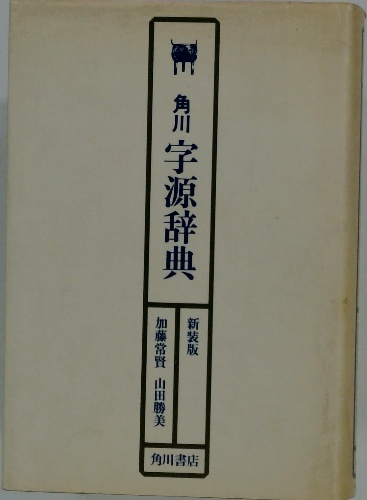 角川
字源辞典
新装版
加藤常賢 山田勝美
角川書店